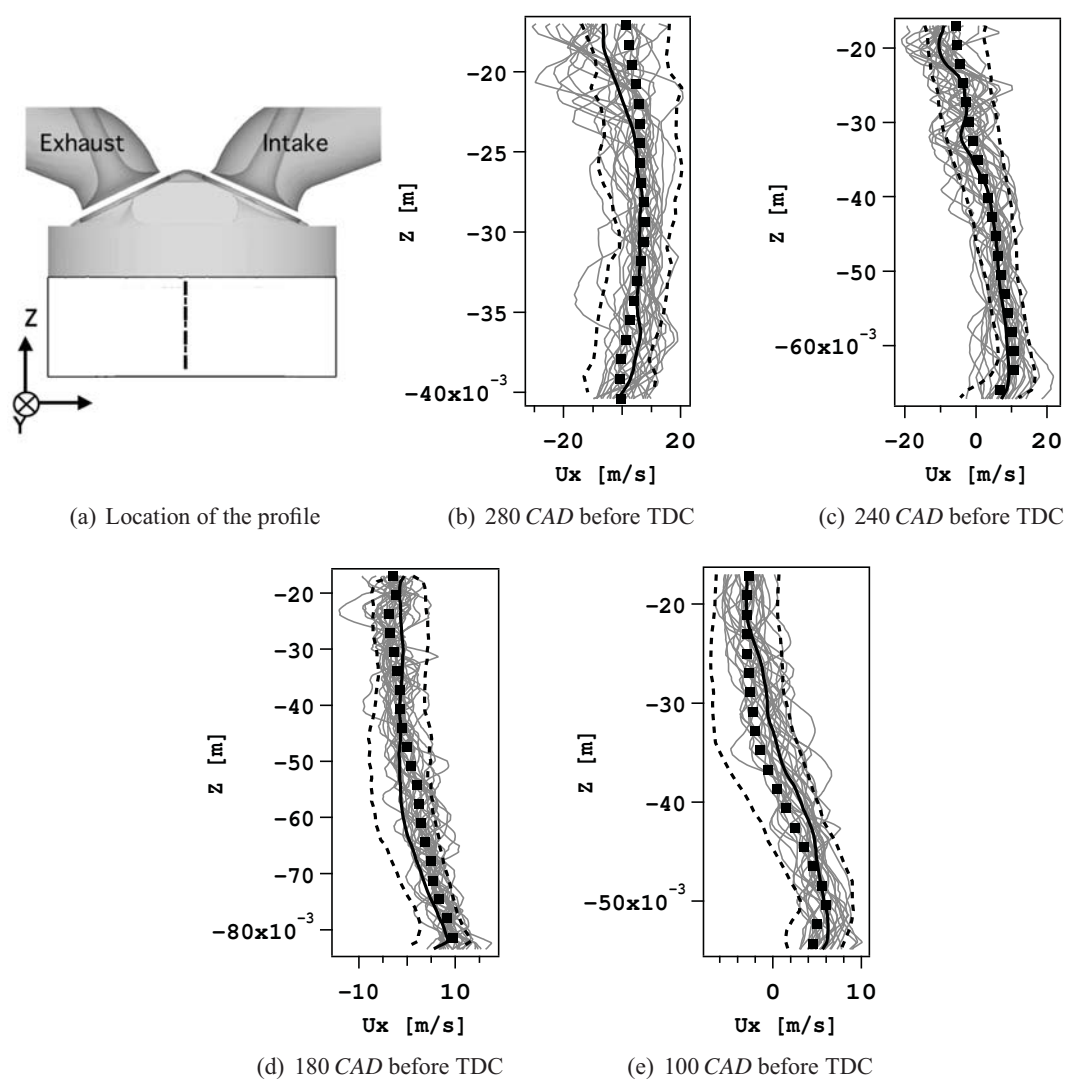 Exhaust
Intake
Z
Y
(a) Location of the profile
Z [m]
−20
−25
−30
−35
−40x10⁻³
−20 0 20
Ux [m/s]
(b) 280 CAD before TDC
Z [m]
−20
−30
−40
−50
−60x10⁻³
−20 0 20
Ux [m/s]
(c) 240 CAD before TDC
Z [m]
−20
−30
−40
−50
−60
−70
−80x10⁻³
−10 10
Ux [m/s]
(d) 180 CAD before TDC
Z [m]
−20
−30
−40
−50x10⁻³
0 10
Ux [m/s]
(e) 100 CAD before TDC